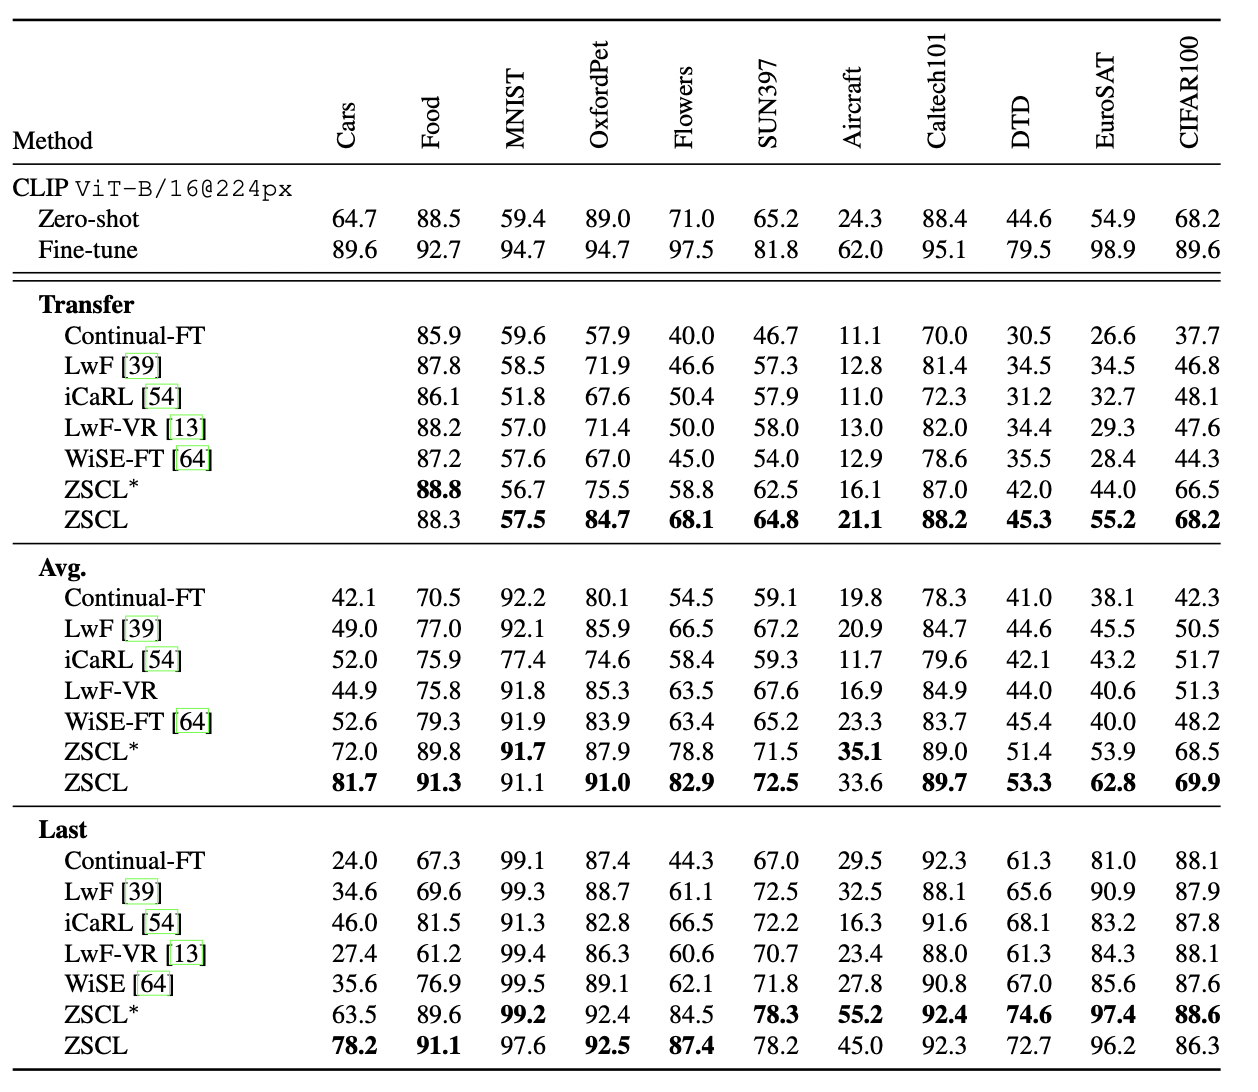 Method Cars Food MNIST OxfordPet Flowers SUN397 Aircraft Caltech101 DTD EuroSAT CIFAR100
CLIP ViT-B/16@224px
Zero-shot 64.7 88.5 59.4 89.0 71.0 65.2 24.3 88.4 44.6 54.9 68.2
Fine-tune 89.6 92.7 94.7 94.7 97.5 81.8 62.0 95.1 79.5 98.9 89.6
Transfer
Continual-FT 85.9 59.6 57.9 40.0 46.7 11.1 70.0 30.5 26.6 37.7
LwF [39] 87.8 58.5 71.9 46.6 57.3 12.8 81.4 34.5 34.5 46.8
iCaRL [54] 86.1 51.8 67.6 50.4 57.9 11.0 72.3 31.2 32.7 48.1
LwF-VR [13] 88.2 57.0 71.4 50.0 58.0 13.0 82.0 34.4 29.3 47.6
WiSE-FT [64] 87.2 57.6 67.0 45.0 54.0 12.9 78.6 35.5 28.4 44.3
ZSCL* 88.8 56.7 75.5 58.8 62.5 16.1 87.0 42.0 44.0 66.5
ZSCL 88.3 57.5 84.7 68.1 64.8 21.1 88.2 45.3 55.2 68.2
Avg.
Continual-FT 42.1 70.5 92.2 80.1 54.5 59.1 19.8 78.3 41.0 38.1 42.3
LwF [39] 49.0 77.0 92.1 85.9 66.5 67.2 20.9 84.7 44.6 45.5 50.5
iCaRL [54] 52.0 75.9 77.4 74.6 58.4 59.3 11.7 79.6 42.1 43.2 51.7
LwF-VR 44.9 75.8 91.8 85.3 63.5 67.6 16.9 84.9 44.0 40.6 51.3
WiSE-FT [64] 52.6 79.3 91.9 83.9 63.4 65.2 23.3 83.7 45.4 40.0 48.2
ZSCL* 72.0 89.8 91.7 87.9 78.8 71.5 35.1 89.0 51.4 53.9 68.5
ZSCL 81.7 91.3 91.1 91.0 82.9 72.5 33.6 89.7 53.3 62.8 69.9
Last
Continual-FT 24.0 67.3 99.1 87.4 44.3 67.0 29.5 92.3 61.3 81.0 88.1
LwF [39] 34.6 69.6 99.3 88.7 61.1 72.5 32.5 88.1 65.6 90.9 87.9
iCaRL [54] 46.0 81.5 91.3 82.8 66.5 72.2 16.3 91.6 68.1 83.2 87.8
LwF-VR [13] 27.4 61.2 99.4 86.3 60.6 70.7 23.4 88.0 61.3 84.3 88.1
WiSE [64] 35.6 76.9 99.5 89.1 62.1 71.8 27.8 90.8 67.0 85.6 87.6
ZSCL* 63.5 89.6 99.2 92.4 84.5 78.3 55.2 92.4 74.6 97.4 88.6
ZSCL 78.2 91.1 97.6 92.5 87.4 78.2 45.0 92.3 72.7 96.2 86.3